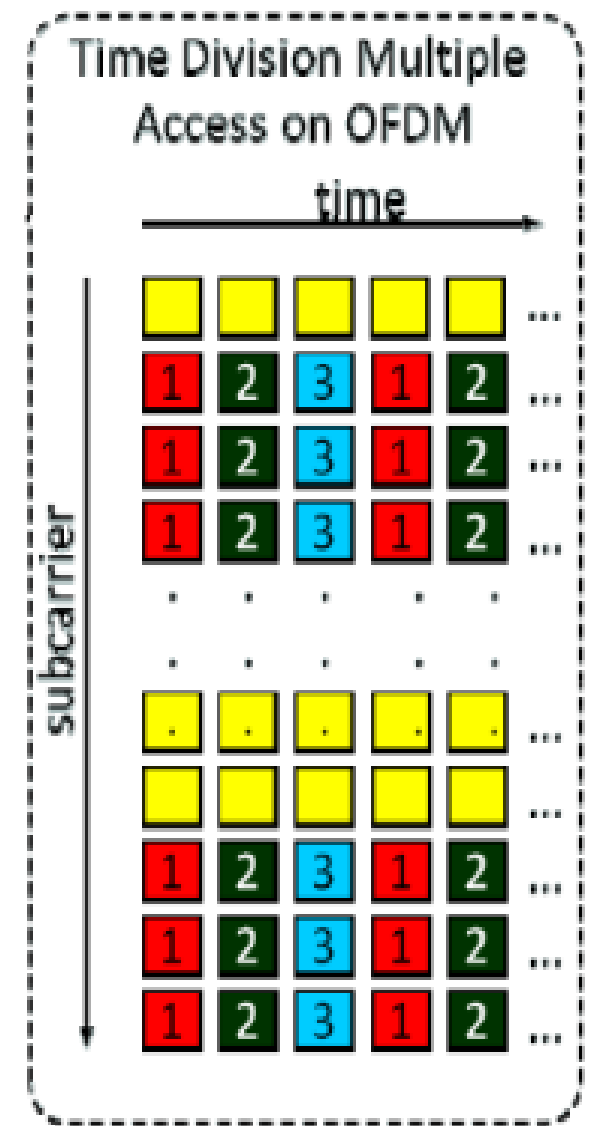 Time Division Multiple
Access on OFDM
time
subcarrier
...
1 2 3 1 2 ...
1 2 3 1 2 ...
1 2 3 1 2 ...
. . . . .
. . . . .
. . . . . ...
...
1 2 3 1 2 ...
1 2 3 1 2 ...
1 2 3 1 2 ...